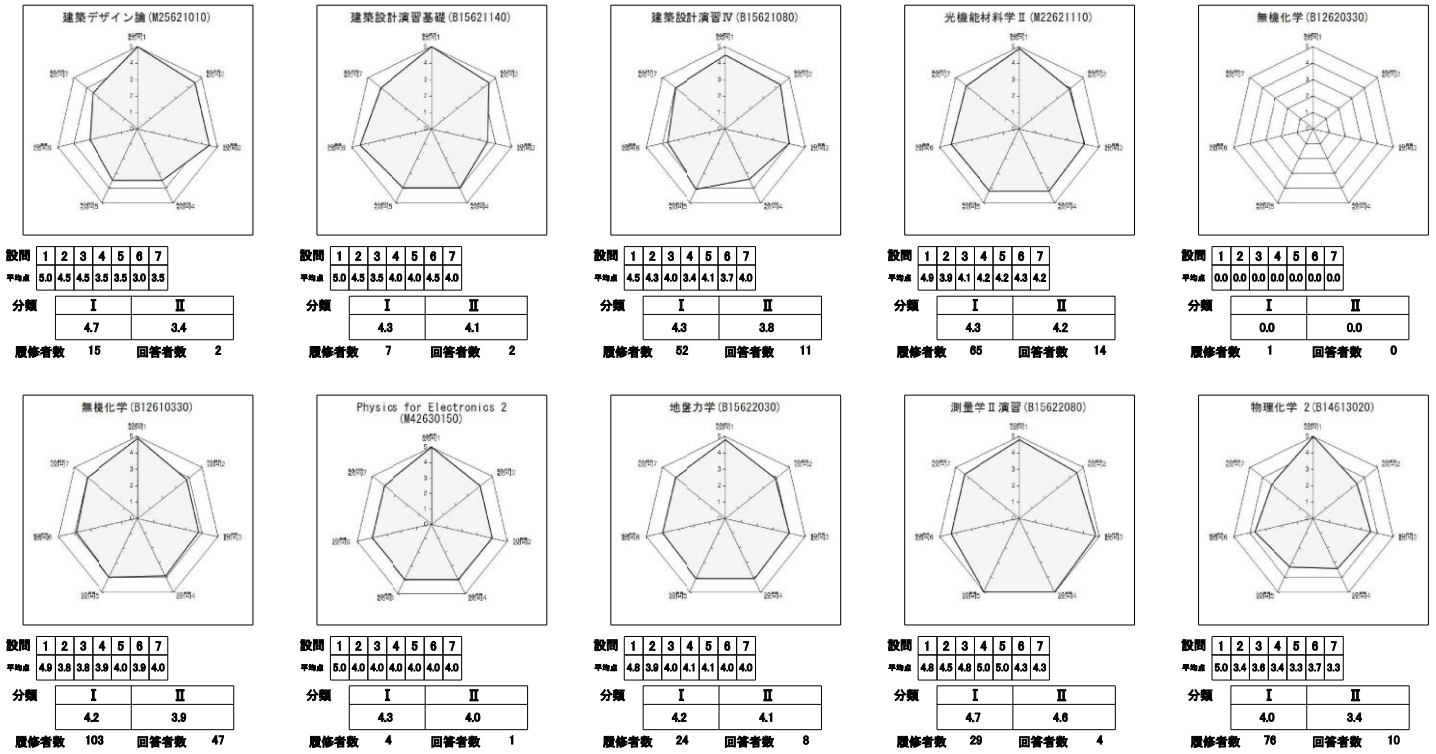 建築デザイン論(M25621010)
設問 1 2 3 4 5 6 7
平均点 5.0 4.5 4.5 3.5 3.5 3.0 3.5
分類 I II
4.7 3.4
履修者数 15 回答者数 2
建築設計演習基礎(B15621140)
設問 1 2 3 4 5 6 7
平均点 5.0 4.5 3.5 4.0 4.0 4.5 4.0
分類 I II
4.3 4.1
履修者数 7 回答者数 2
建築設計演習Ⅳ(B15621080)
設問 1 2 3 4 5 6 7
平均点 4.5 4.3 4.0 3.4 4.1 3.7 4.0
分類 I II
4.3 3.8
履修者数 52 回答者数 11
光機能材料学Ⅱ(M22621110)
設問 1 2 3 4 5 6 7
平均点 4.9 3.9 4.1 4.2 4.2 4.3 4.2
分類 I II
4.3 4.2
履修者数 65 回答者数 14
無機化学(B12620330)
設問 1 2 3 4 5 6 7
平均点 0.0 0.0 0.0 0.0 0.0 0.0 0.0
分類 I II
0.0 0.0
履修者数 1 回答者数 0
無機化学(B12610330)
設問 1 2 3 4 5 6 7
平均点 4.9 3.8 3.8 3.9 4.0 3.9 4.0
分類 I II
4.2 3.9
履修者数 103 回答者数 47
Physics for Electronics 2
(M42630150)
設問 1 2 3 4 5 6 7
平均点 5.0 4.0 4.0 4.0 4.0 4.0 4.0
分類 I II
4.3 4.0
履修者数 4 回答者数 1
地盤力学(B15622030)
設問 1 2 3 4 5 6 7
平均点 4.8 3.9 4.0 4.1 4.1 4.0 4.0
分類 I II
4.2 4.1
履修者数 24 回答者数 8
測量学Ⅱ演習(B15622080)
設問 1 2 3 4 5 6 7
平均点 4.8 4.5 4.8 5.0 5.0 4.3 4.3
分類 I II
4.7 4.6
履修者数 29 回答者数 4
物理化学 2(B14613020)
設問 1 2 3 4 5 6 7
平均点 5.0 3.4 3.6 3.4 3.3 3.7 3.3
分類 I II
4.0 3.4
履修者数 76 回答者数 10